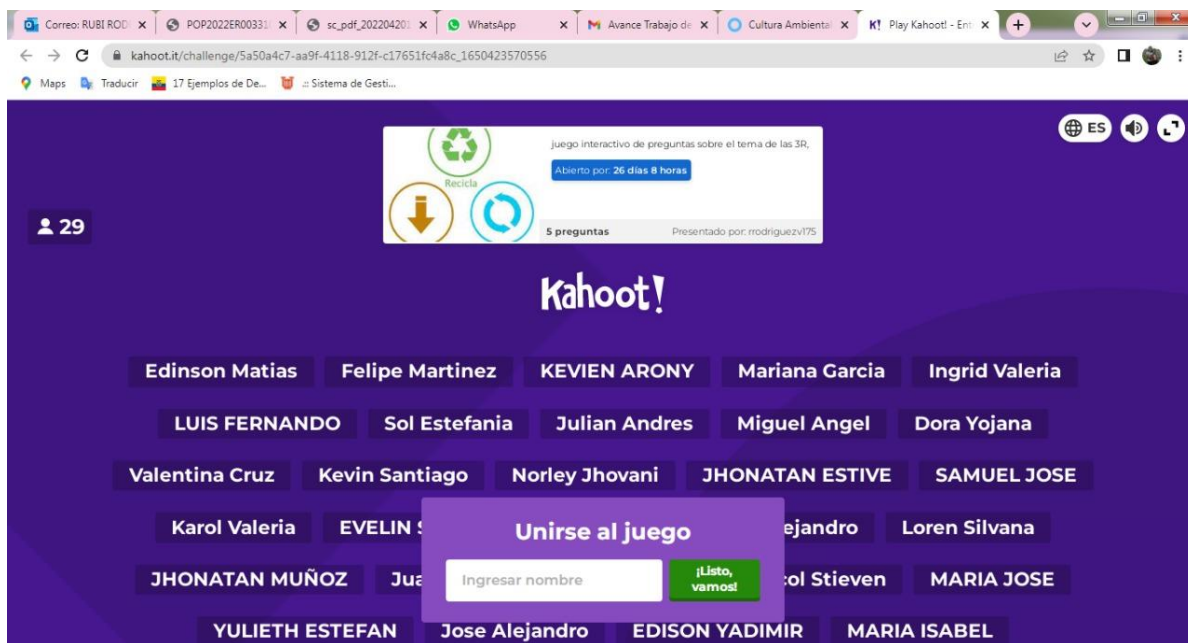 Correo: RUBI ROD
POP2022ER00331
sc_pdf_20220420
WhatsApp
Avance Trabajo de
Cultura Ambiental
K! Play Kahoot! - Ent
kahoot.it/challenge/5a50a4c7-aa9f-4118-912f-c17651fc4a8c_1650423570556
Maps Traducir 17 Ejemplos de De... .:: Sistema de Gesti...
ES
Recicla
juego interactivo de preguntas sobre el tema de las 3R,
Abierto por: 26 días 8 horas
5 preguntas Presentado por: rrodriguezv175
29
Kahoot!
Edinson Matias Felipe Martinez KEVIEN ARONY Mariana Garcia Ingrid Valeria
LUIS FERNANDO Sol Estefania Julian Andres Miguel Angel Dora Yojana
Valentina Cruz Kevin Santiago Norley Jhovani JHONATAN ESTIVE SAMUEL JOSE
Karol Valeria EVELIN S ejandro Loren Silvana
Unirse al juego
JHONATAN MUÑOZ Jua col Stieven MARIA JOSE
Ingresar nombre
¡Listo,
vamos!
YULIETH ESTEFAN Jose Alejandro EDISON YADIMIR MARIA ISABEL